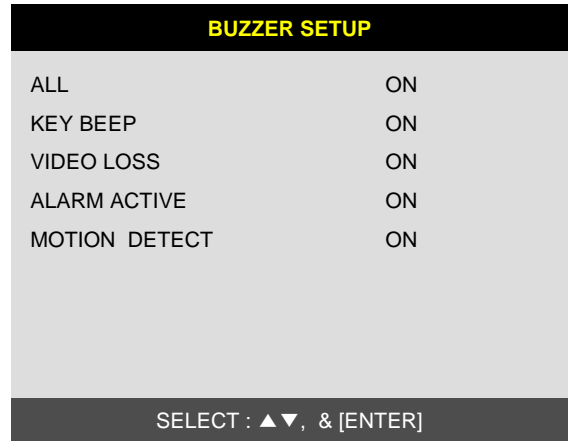 BUZZER SETUP
ALL ON
KEY BEEP ON
VIDEO LOSS ON
ALARM ACTIVE ON
MOTION DETECT ON
SELECT : ▲▼, & [ENTER]